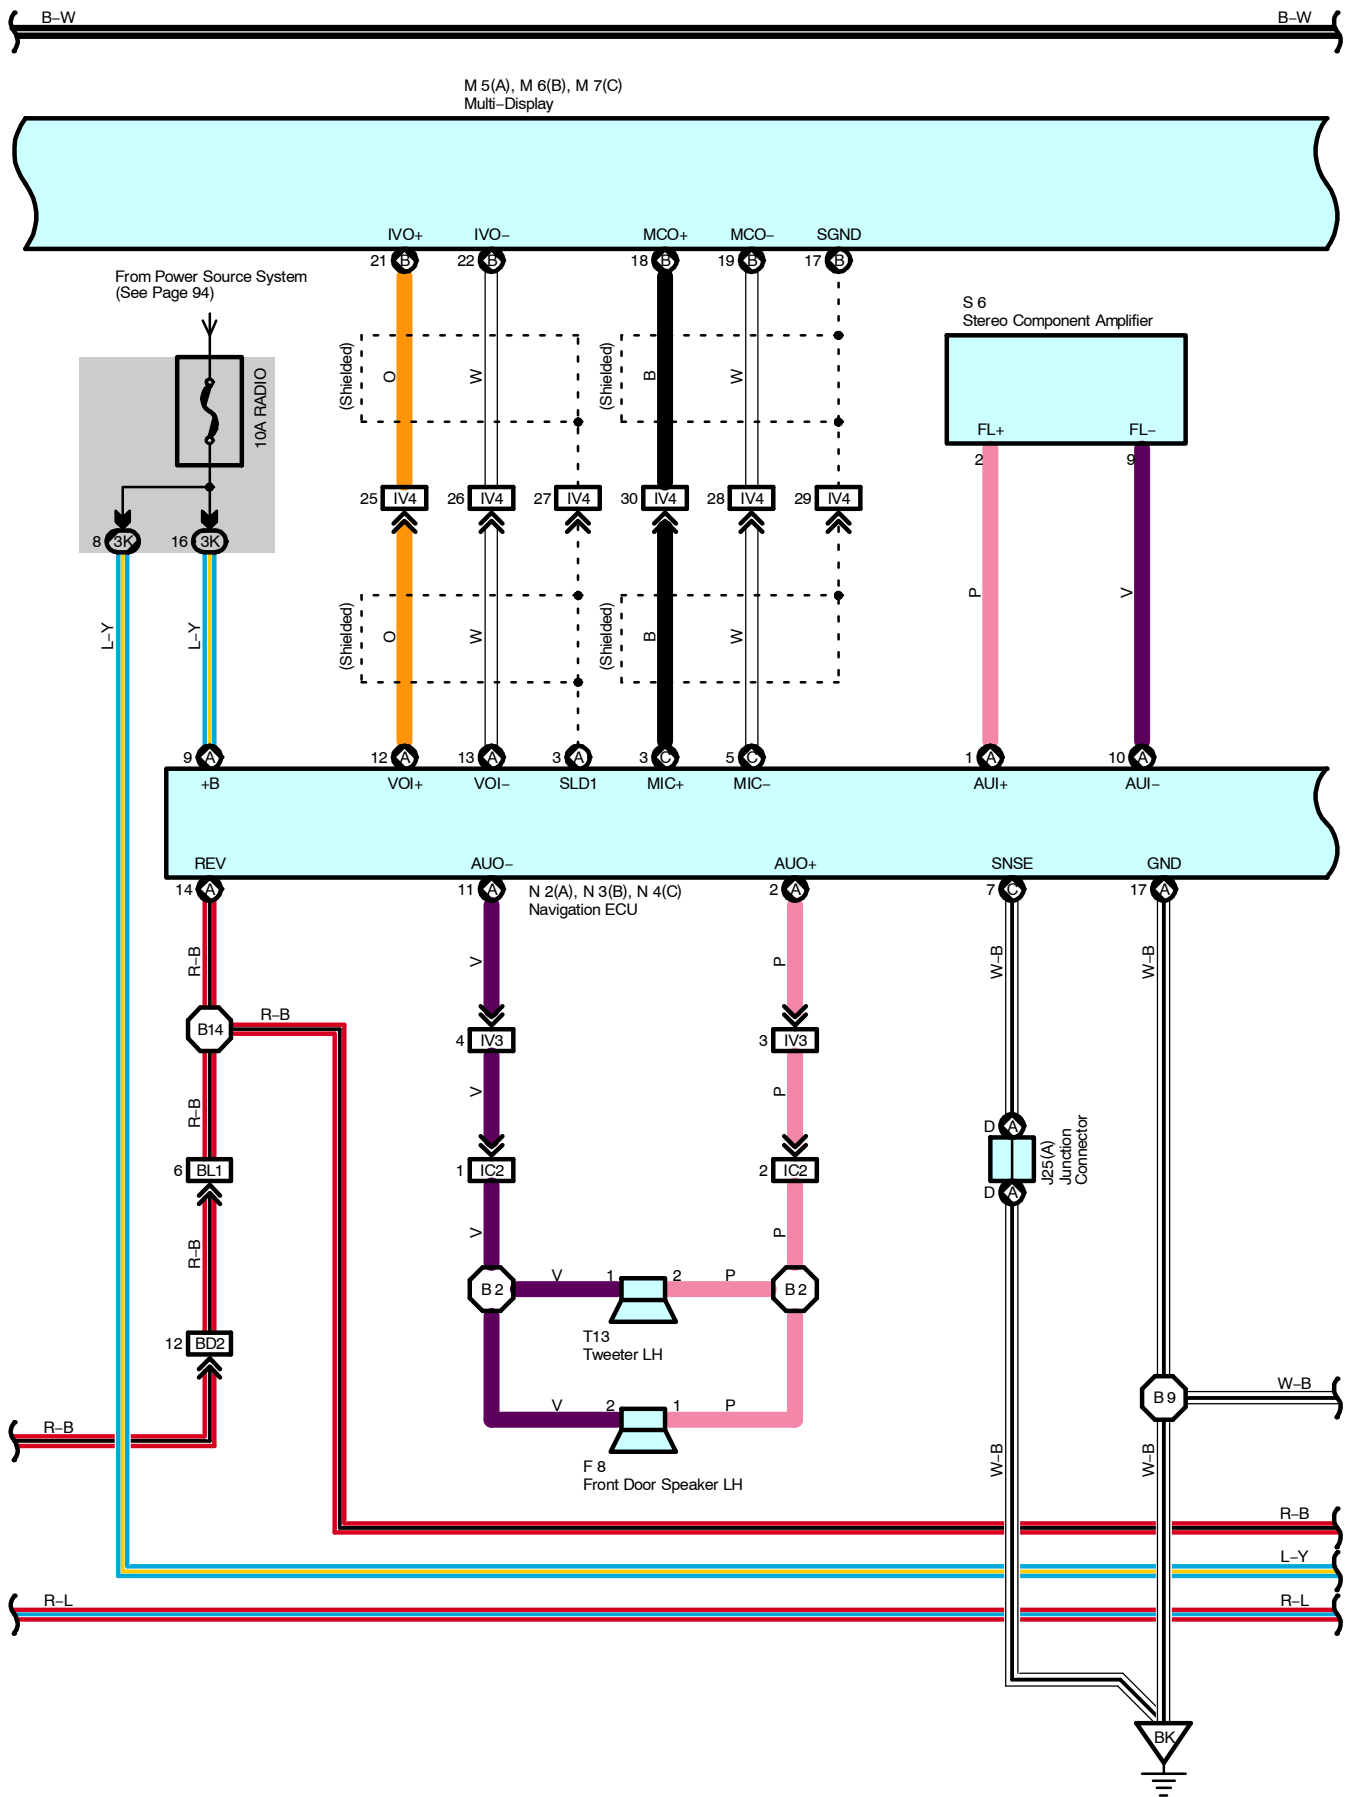 B–W B–W
M 5(A), M 6(B), M 7(C)
Multi–Display
IVO+ IVO– MCO+ MCO– SGND
21 B 22 B 18 B 19 B 17 B
From Power Source System
(See Page 94)
S 6
Stereo Component Amplifier
10A RADIO
(Shielded) O W (Shielded) B W
FL+ FL–
2 9
25 IV4 26 IV4 27 IV4 30 IV4 28 IV4 29 IV4
8 3K 16 3K
L–Y L–Y (Shielded) O W (Shielded) B W P V
9 A 12 A 13 A 3 A 3 C 5 C 1 A 10 A
+B VOI+ VOI– SLD1 MIC+ MIC– AUI+ AUI–
REV AUO– AUO+ SNSE GND
14 A 11 A 2 A 7 C 17 A
N 2(A), N 3(B), N 4(C)
Navigation ECU
R–B V P W–B W–B
B14 R–B
4 IV3 3 IV3
R–B V P
D A
J25(A)
Junction
Connector
6 BL1 1 IC2 2 IC2
D A
R–B V P
B 2 V 1 2 P B 2
T13
Tweeter LH
12 BD2
B 9 W–B
V 2 1 P
R–B
F 8
Front Door Speaker LH
W–B W–B
R–B
L–Y
R–L R–L
BK